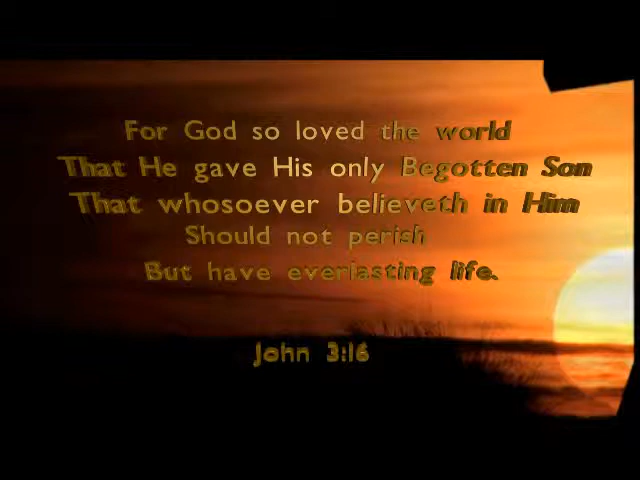 For God so loved the world
That He gave His only Begotten Son
That whosoever believeth in Him
Should not perish
But have everlasting life.
John 3:16